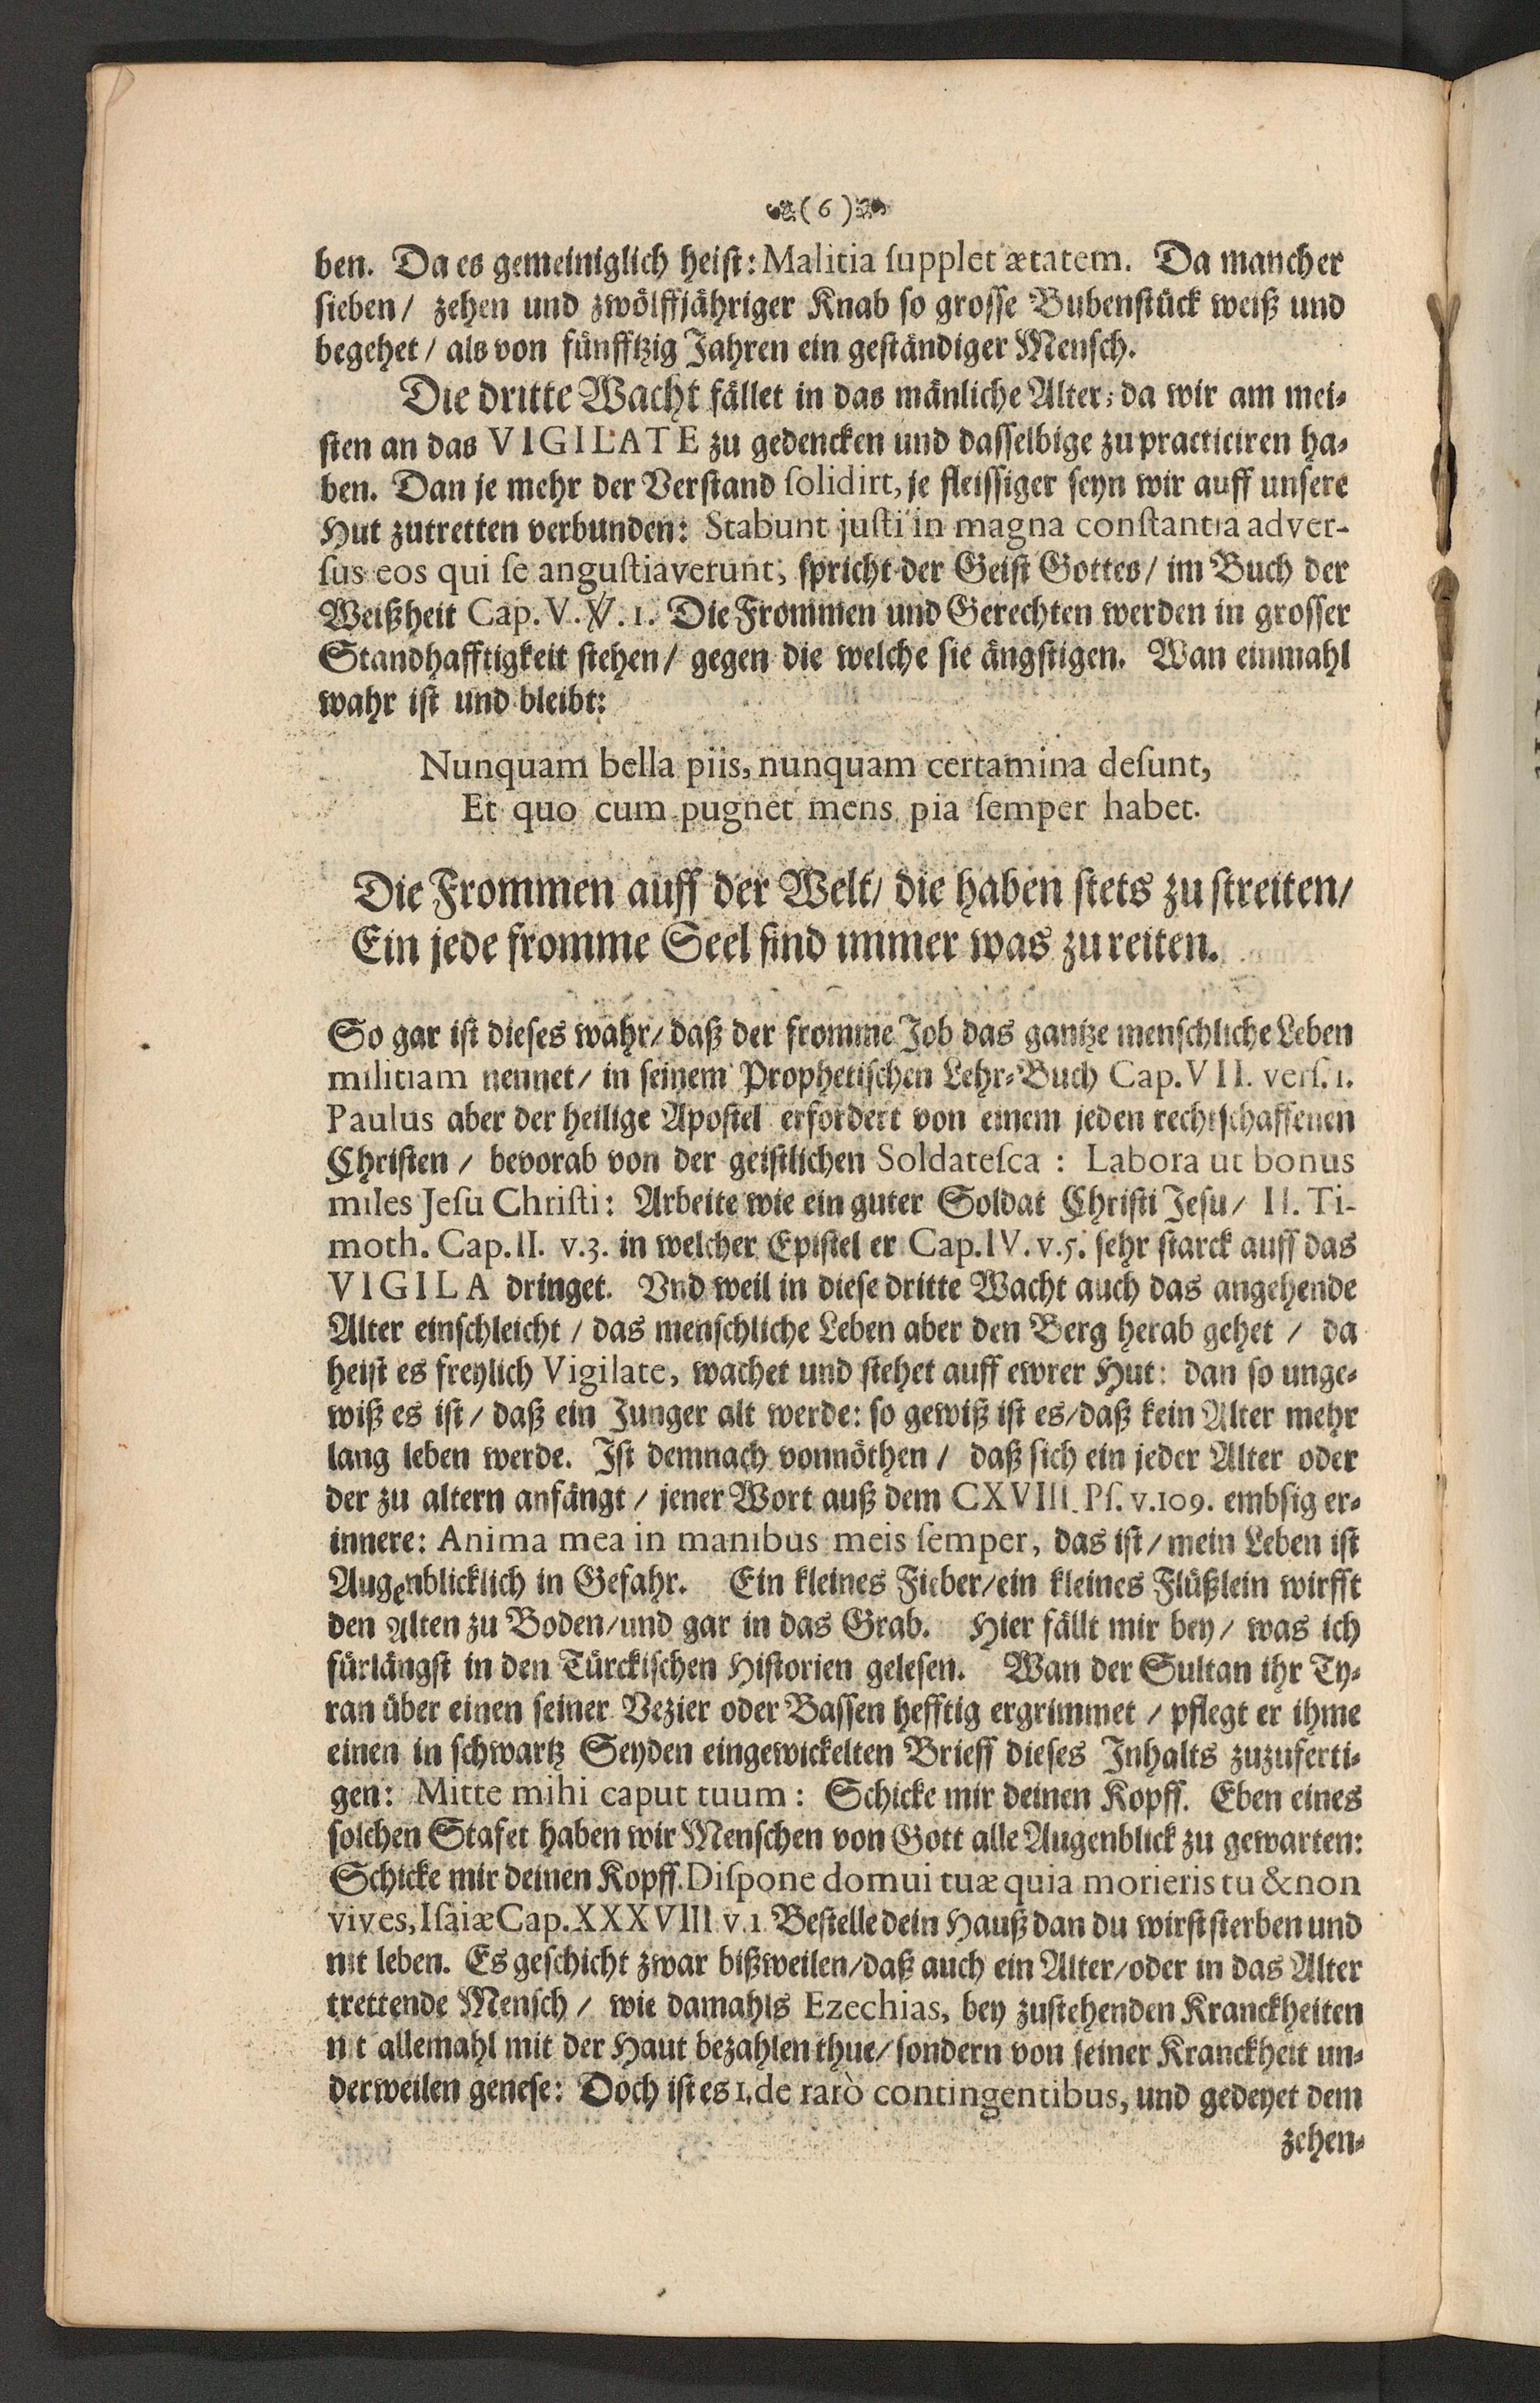 (6)
ben. Da es gemeiniglich heist: Malitia ſupplet ætatem. Da mancher
sieben/ zehen und zwölffjähriger Knab so grosse Bubenstück weiß und
begehet/ als von fünfftzig Jahren ein geständiger Mensch.
Die dritte Wacht fället in das mänliche Alter; da wir am mei-
sten an das VIGILATE zu gedencken und dasselbige zu practiciren ha-
ben. Dan je mehr der Verstand ſolidirt, je fleissiger seyn wir auff unsere
Hut zutretten verbunden: Stabunt juſti in magna conſtantia adver-
ſus eos qui ſe anguſtiaverunt, spricht der Geist Gottes/ im Buch der
Weißheit Cap. V. ℣. 1. Die Frommen und Gerechten werden in grosser
Standhafftigkeit stehen/ gegen die welche sie ängstigen. Wan einmahl
wahr ist und bleibt:
Nunquam bella piis, nunquam certamina deſunt,
Et quo cum pugnet mens pia ſemper habet.
Die Frommen auff der Welt/ die haben stets zu streiten/
Ein jede fromme Seel find immer was zu reiten.
So gar ist dieses wahr/ daß der fromme Job das gantze menschliche Leben
militiam nennet/ in seinem Prophetischen Lehr-Buch Cap. VII. verſ. 1.
Paulus aber der heilige Apostel erfordert von einem jeden rechtschaffenen
Christen/ bevorab von der geistlichen Soldateſca: Labora ut bonus
miles Jeſu Chriſti: Arbeite wie ein guter Soldat Christi Jesu/ II. Ti-
moth. Cap. II. v. 3. in welcher Epistel er Cap. IV. v. 5. sehr starck auff das
VIGILA dringet. Vnd weil in diese dritte Wacht auch das angehende
Alter einschleicht/ das menschliche Leben aber den Berg herab gehet/ da
heist es freylich Vigilate, wachet und stehet auff ewrer Hut: dan so unge-
wiß es ist/ daß ein Junger alt werde: so gewiß ist es/ daß kein Alter mehr
lang leben werde. Ist demnach vonnöthen/ daß sich ein jeder Alter oder
der zu altern anfängt/ jener Wort auß dem CXVIII. Pſ. v. 109. embsig er-
innere: Anima mea in manibus meis ſemper, das ist/ mein Leben ist
Augenblicklich in Gefahr. Ein kleines Fieber/ ein kleines Flüßlein wirfft
den Alten zu Boden/ und gar in das Grab. Hier fällt mir bey/ was ich
fürlängst in den Türckischen Historien gelesen. Wan der Sultan ihr Ty-
ran über einen seiner Vezier oder Bassen hefftig ergrimmet/ pflegt er ihme
einen in schwartz Seyden eingewickelten Brieff dieses Inhalts zuzuferti-
gen: Mitte mihi caput tuum: Schicke mir deinen Kopff. Eben eines
solchen Stafet haben wir Menschen von Gott alle Augenblick zu gewarten:
Schicke mir deinen Kopff. Diſpone domui tuæ quia morieris tu & non
vives, Iſaiæ Cap. XXXVIII. v. 1. Bestelle dein Hauß dan du wirst sterben und
nit leben. Es geschicht zwar bißweilen/ daß auch ein Alter/ oder in das Alter
trettende Mensch/ wie damahls Ezechias, bey zustehenden Kranckheiten
nit allemahl mit der Haut bezahlen thue/ sondern von seiner Kranckheit un-
derweilen genese: Doch ist es 1. de rarò contingentibus, und gedeyet dem
zehen-